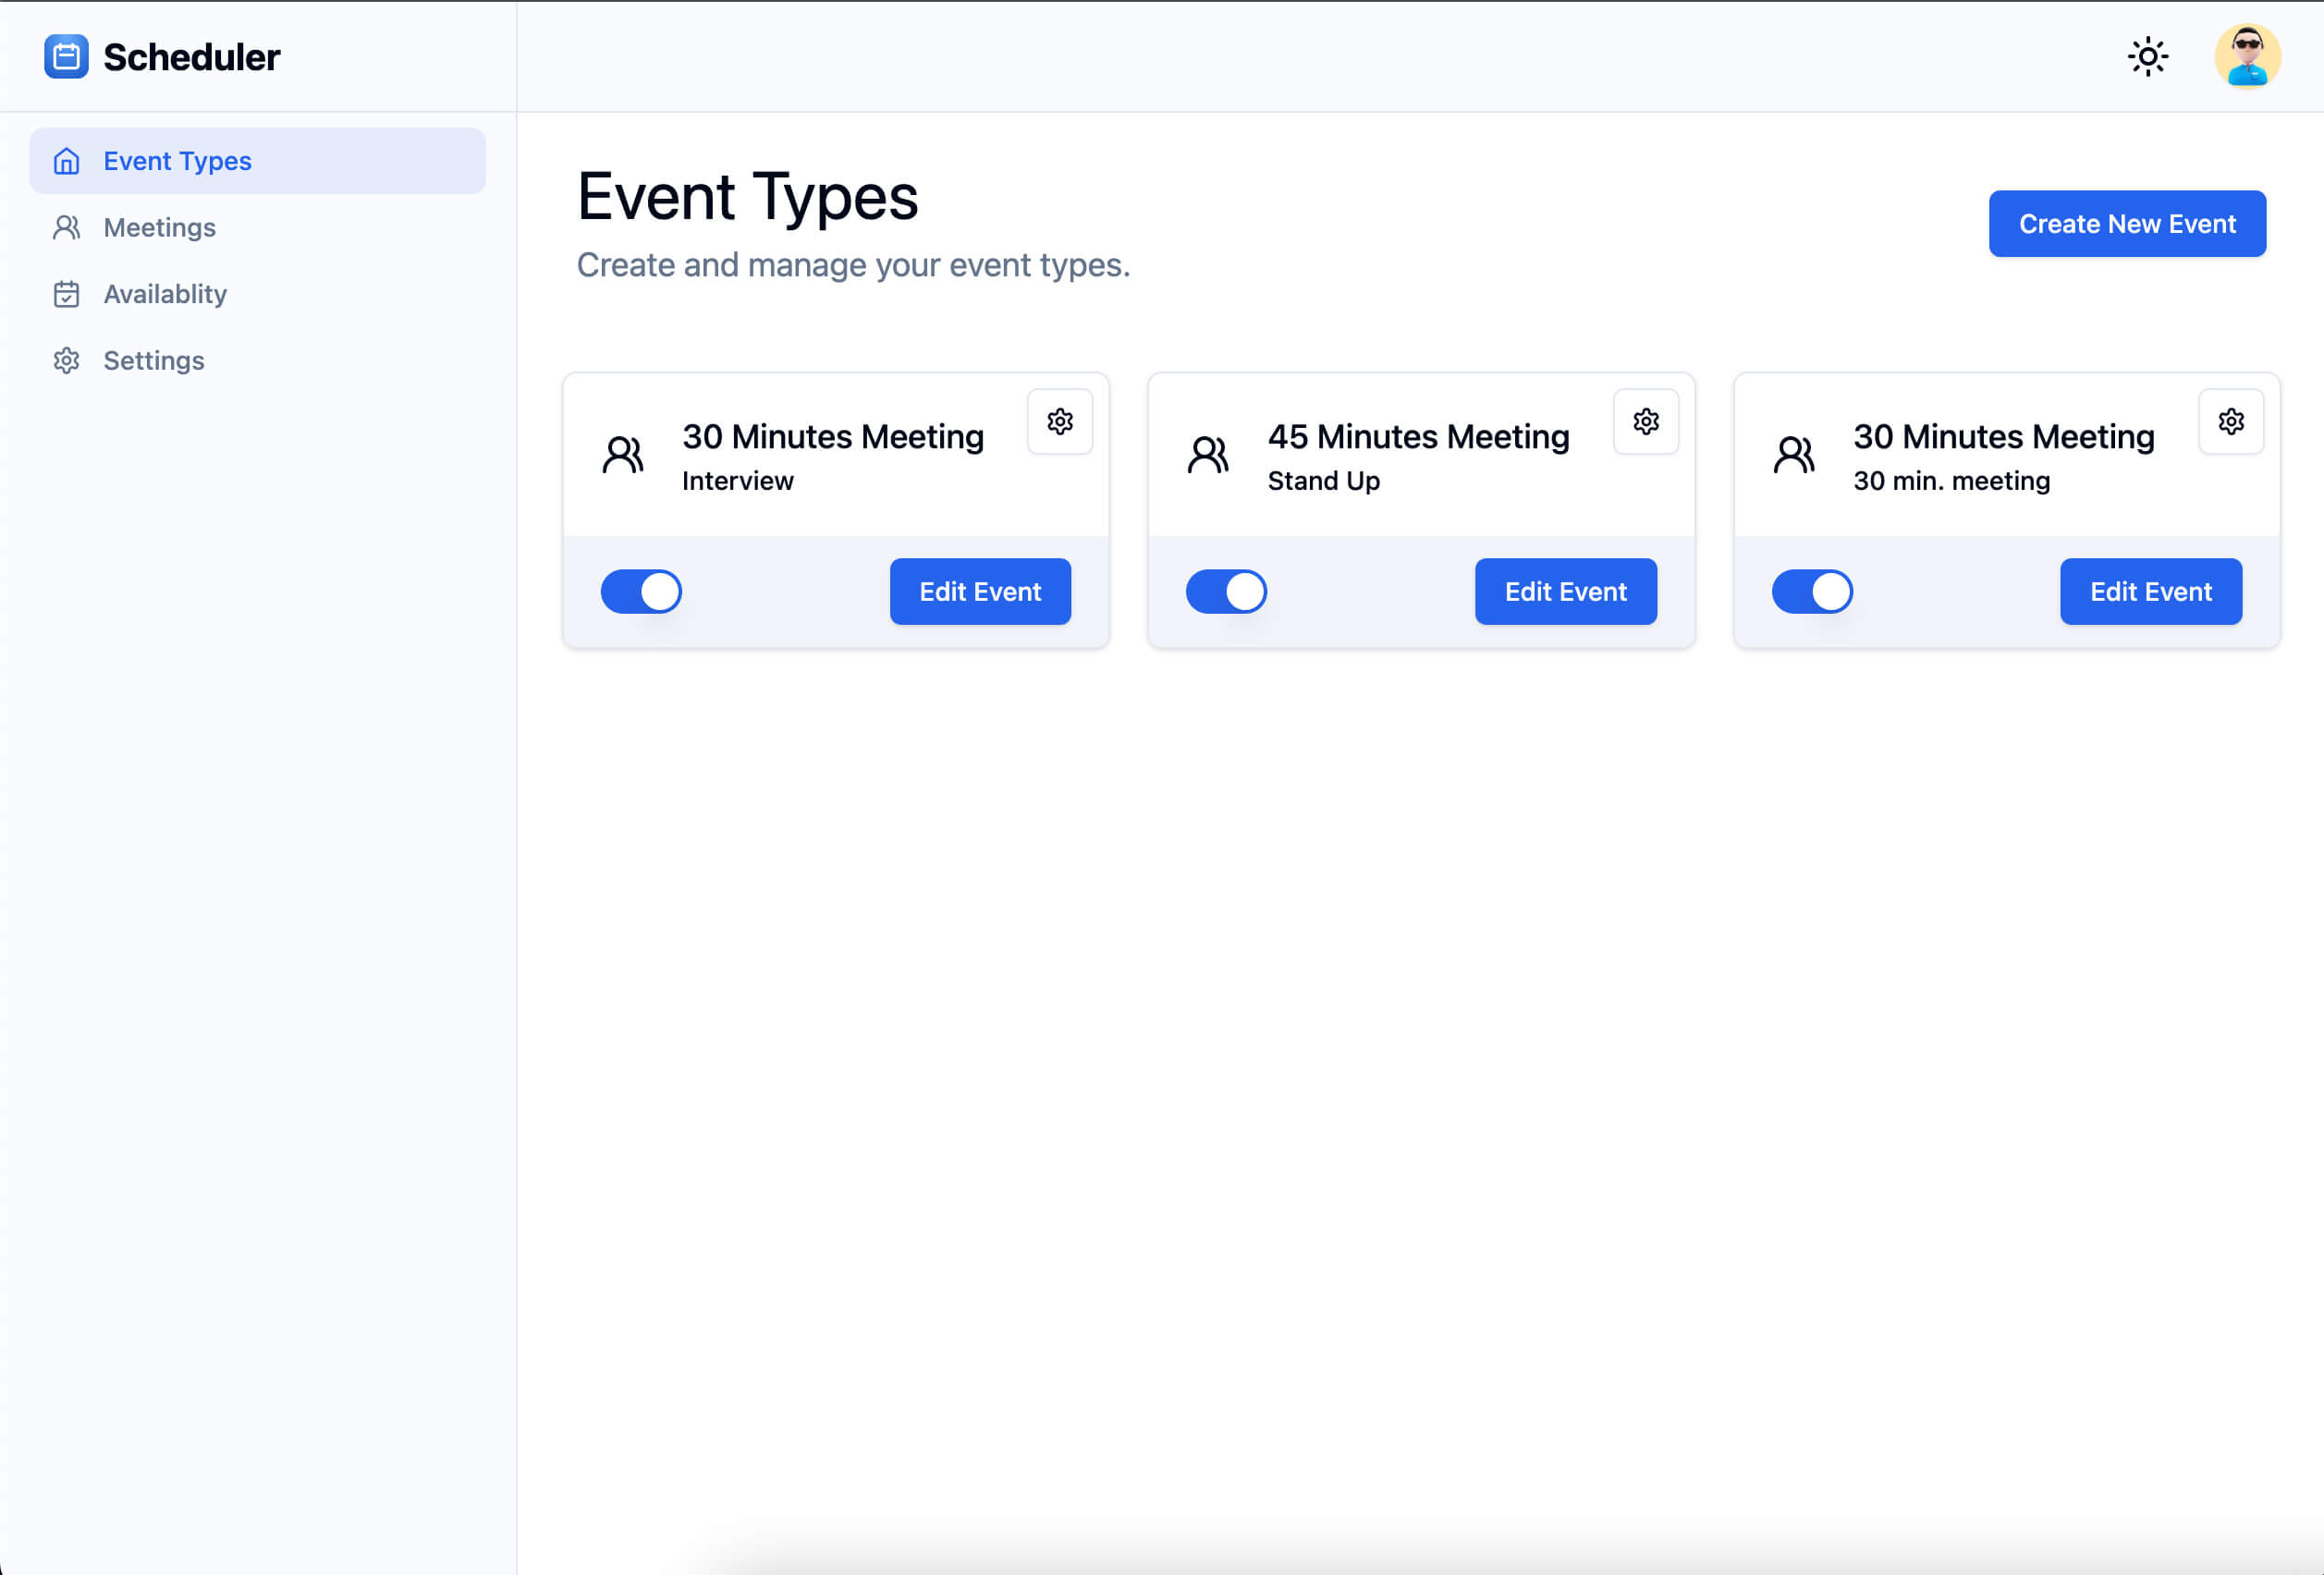 Scheduler
Event Types
Meetings
Availablity
Settings
Event Types
Create and manage your event types.
Create New Event
30 Minutes Meeting
Interview
Edit Event
45 Minutes Meeting
Stand Up
Edit Event
30 Minutes Meeting
30 min. meeting
Edit Event